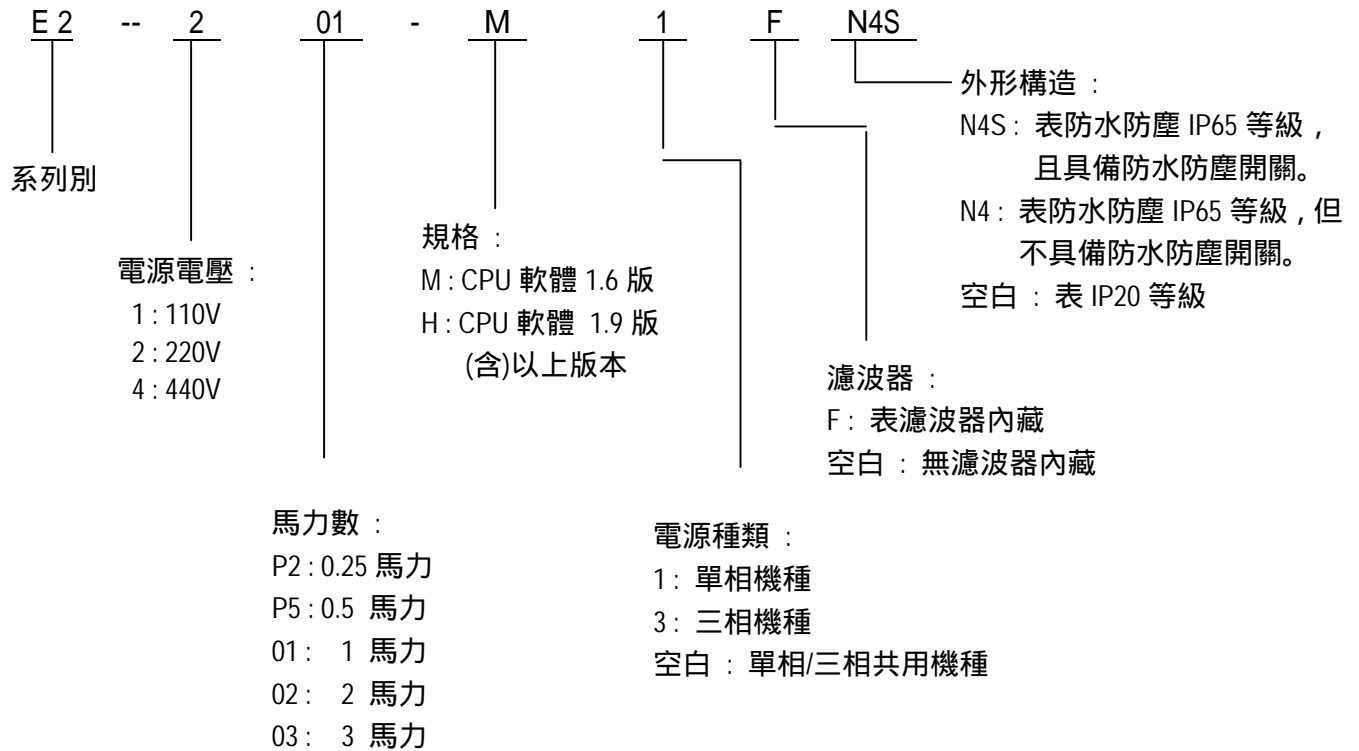 E 2 -- 2 01 - M 1 F N4S
系列別
電源電壓 :
1 : 110V
2 : 220V
4 : 440V
馬力數 :
P2 : 0.25 馬力
P5 : 0.5 馬力
01 : 1 馬力
02 : 2 馬力
03 : 3 馬力
規格 :
M : CPU 軟體 1.6 版
H : CPU 軟體 1.9 版
(含)以上版本
電源種類 :
1 : 單相機種
3 : 三相機種
空白 : 單相/三相共用機種
濾波器 :
F : 表濾波器內藏
空白 : 無濾波器內藏
外形構造 :
N4S : 表防水防塵 IP65 等級 ,
且具備防水防塵開關。
N4 : 表防水防塵 IP65 等級 , 但
不具備防水防塵開關。
空白 : 表 IP20 等級